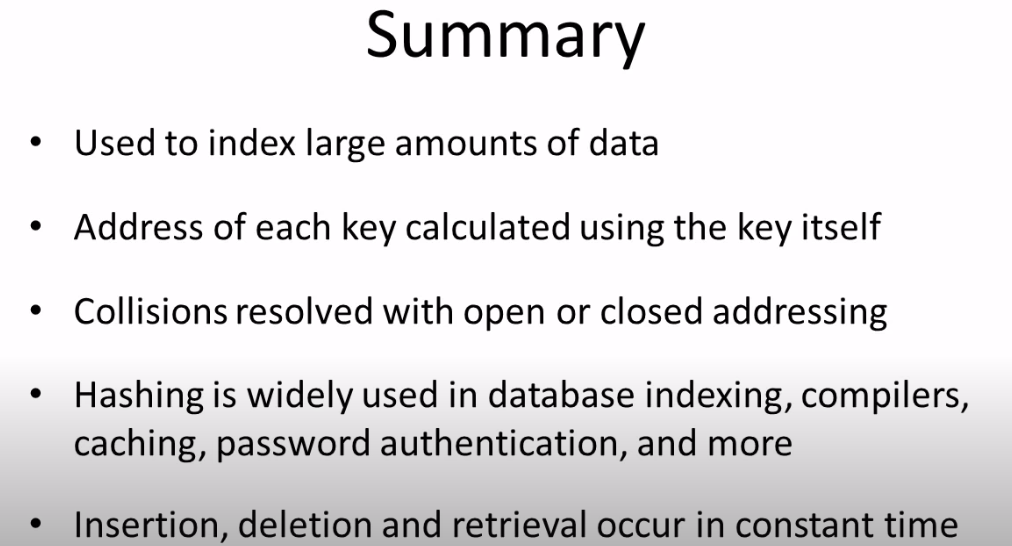 Summary
• Used to index large amounts of data
• Address of each key calculated using the key itself
• Collisions resolved with open or closed addressing
• Hashing is widely used in database indexing, compilers,
caching, password authentication, and more
• Insertion, deletion and retrieval occur in constant time